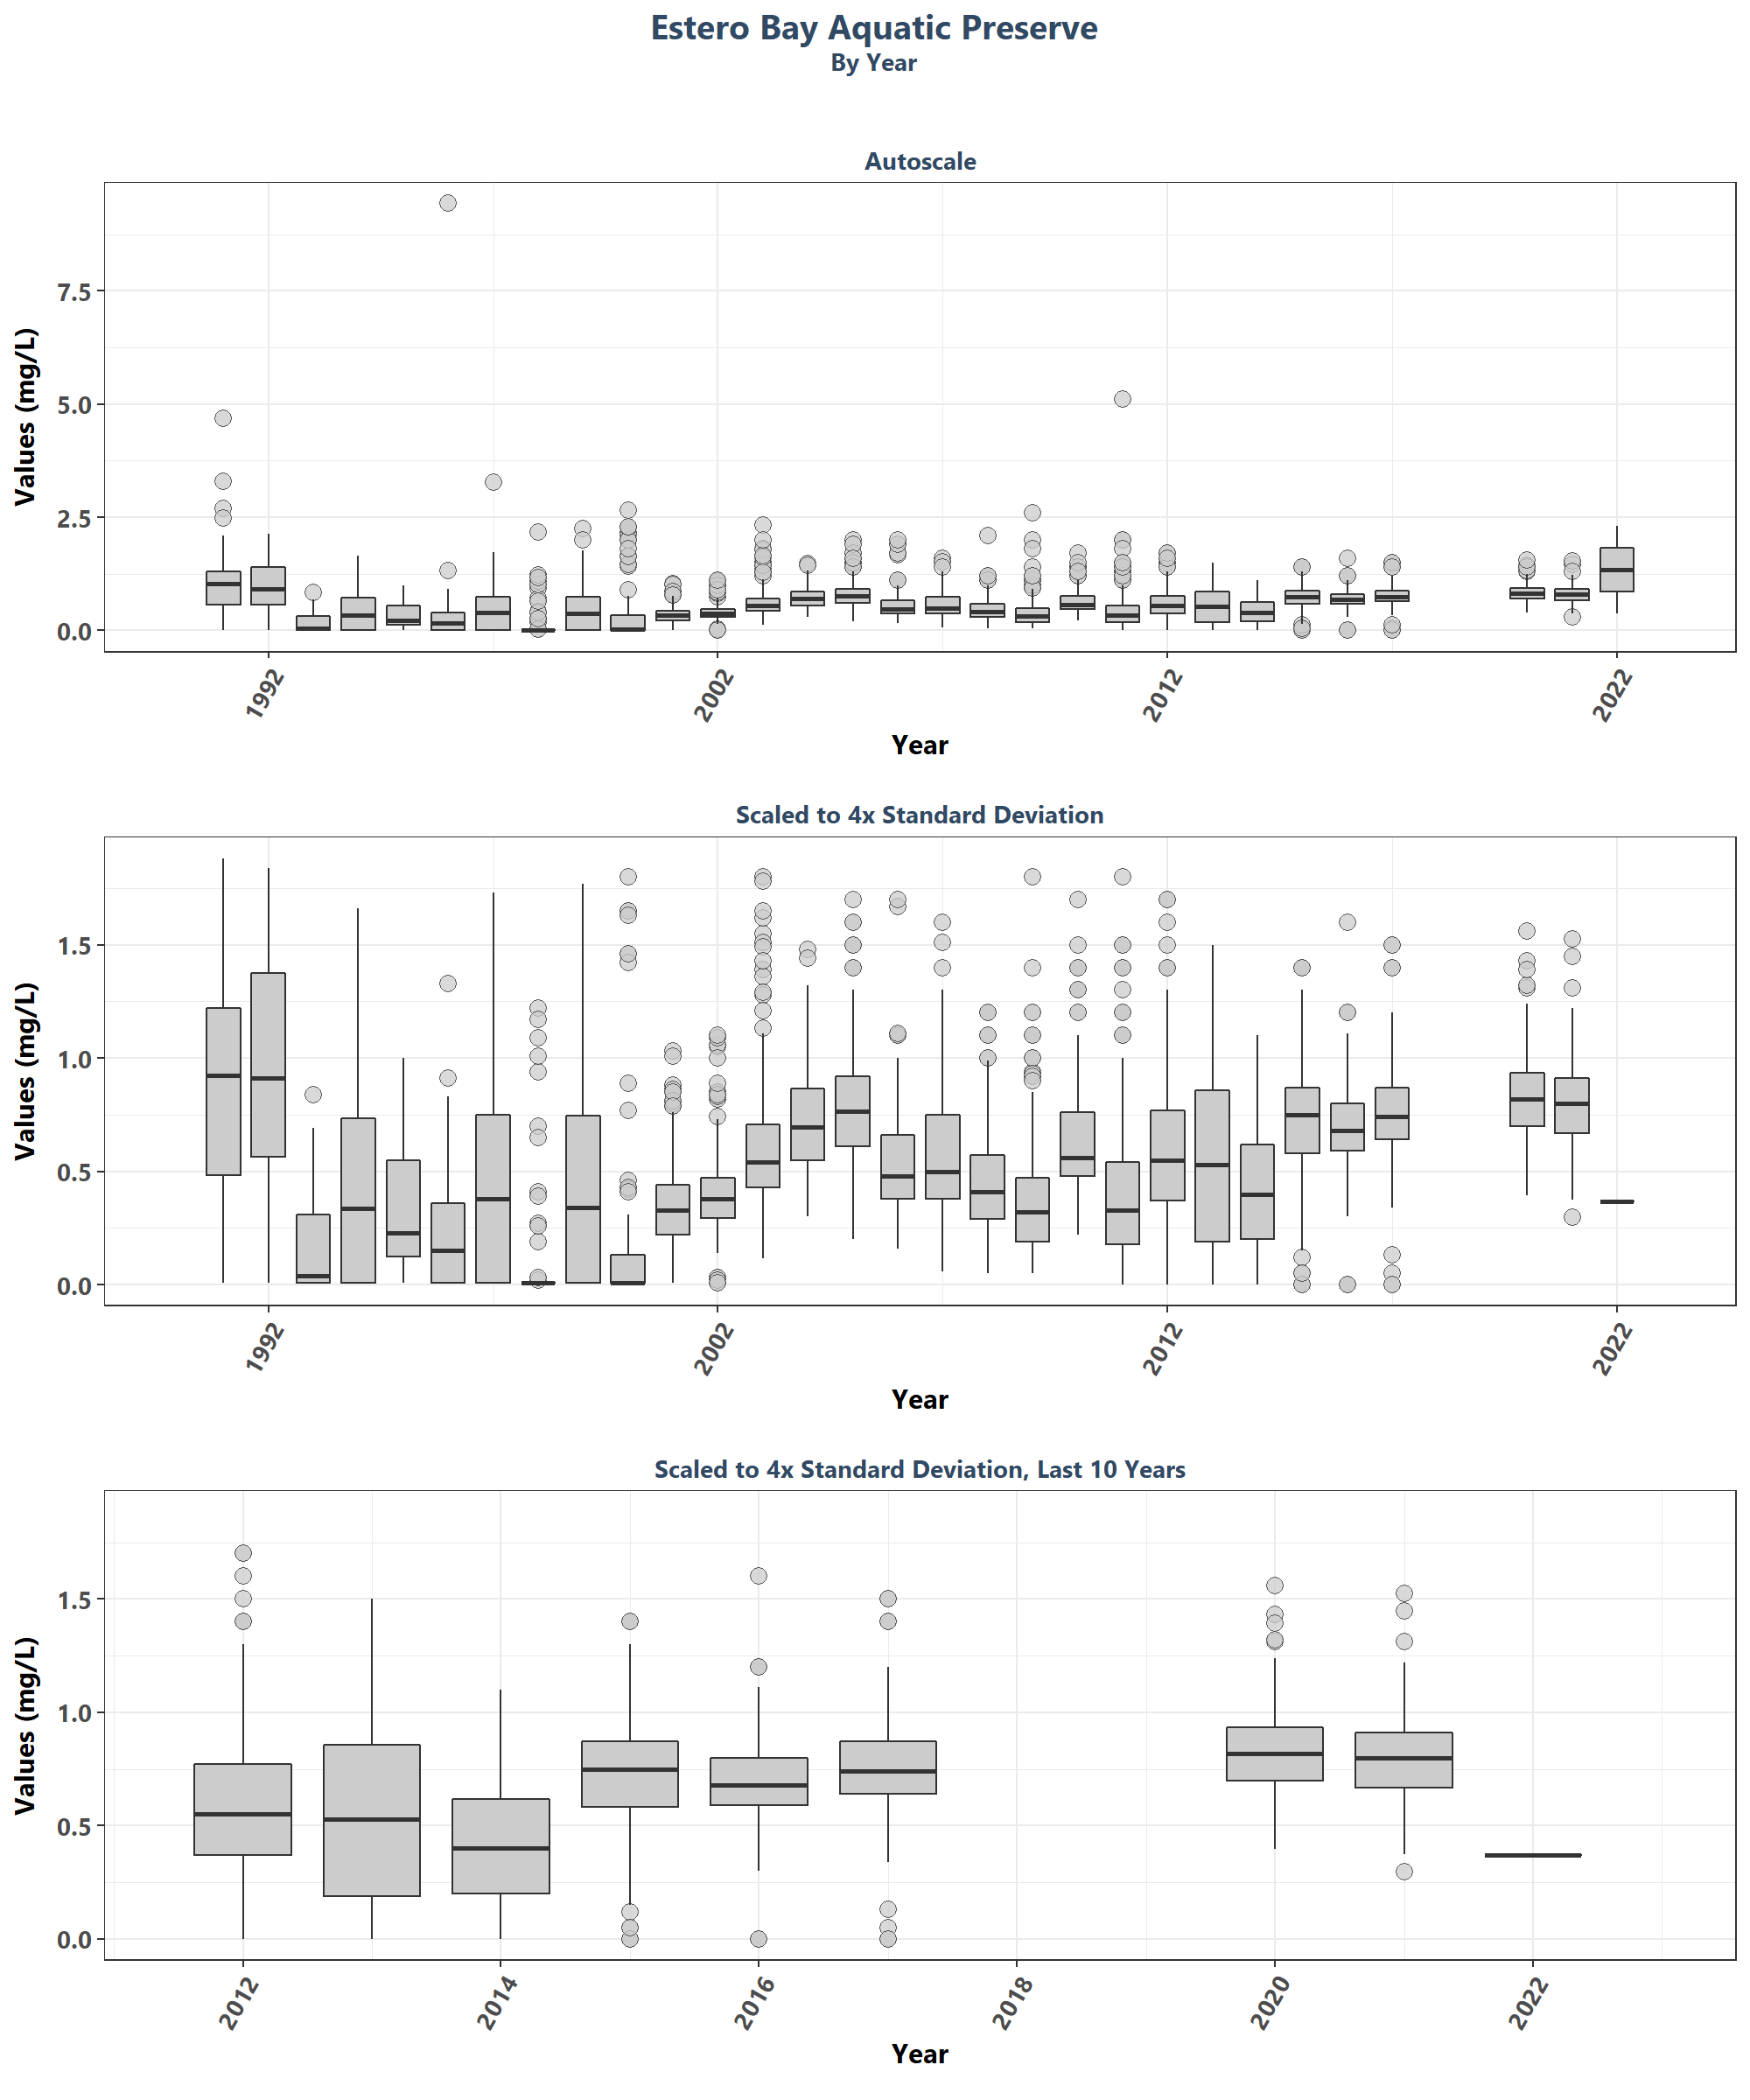 Estero Bay Aquatic Preserve
By Year
Autoscale
Values (mg/L)
7.5
5.0
2.5
0.0
1992
2002
2012
2022
Year
Scaled to 4x Standard Deviation
Values (mg/L)
1.5
1.0
0.5
0.0
1992
2002
2012
2022
Year
Scaled to 4x Standard Deviation, Last 10 Years
Values (mg/L)
1.5
1.0
0.5
0.0
2012
2014
2016
2018
2020
2022
Year